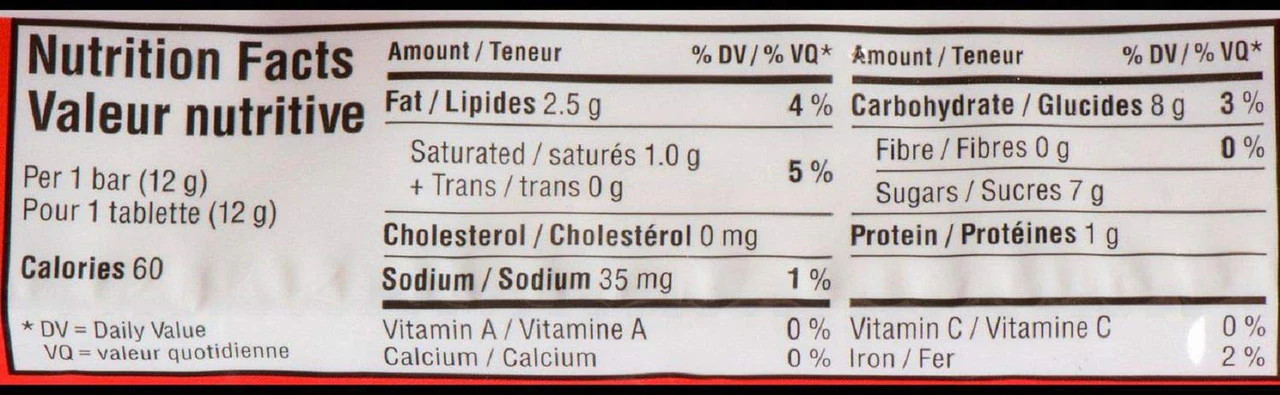 Nutrition Facts
Valeur nutritive
Per 1 bar (12 g)
Pour 1 tablette (12 g)
Calories 60
* DV = Daily Value
VQ = valeur quotidienne
Amount / Teneur % DV / % VQ*
Fat / Lipides 2.5 g 4 %
Saturated / saturés 1.0 g
+ Trans / trans 0 g 5 %
Cholesterol / Cholestérol 0 mg
Sodium / Sodium 35 mg 1 %
Vitamin A / Vitamine A 0 %
Calcium / Calcium 0 %
Amount / Teneur % DV / % VQ*
Carbohydrate / Glucides 8 g 3 %
Fibre / Fibres 0 g 0 %
Sugars / Sucres 7 g
Protein / Protéines 1 g
Vitamin C / Vitamine C 0 %
Iron / Fer 2 %